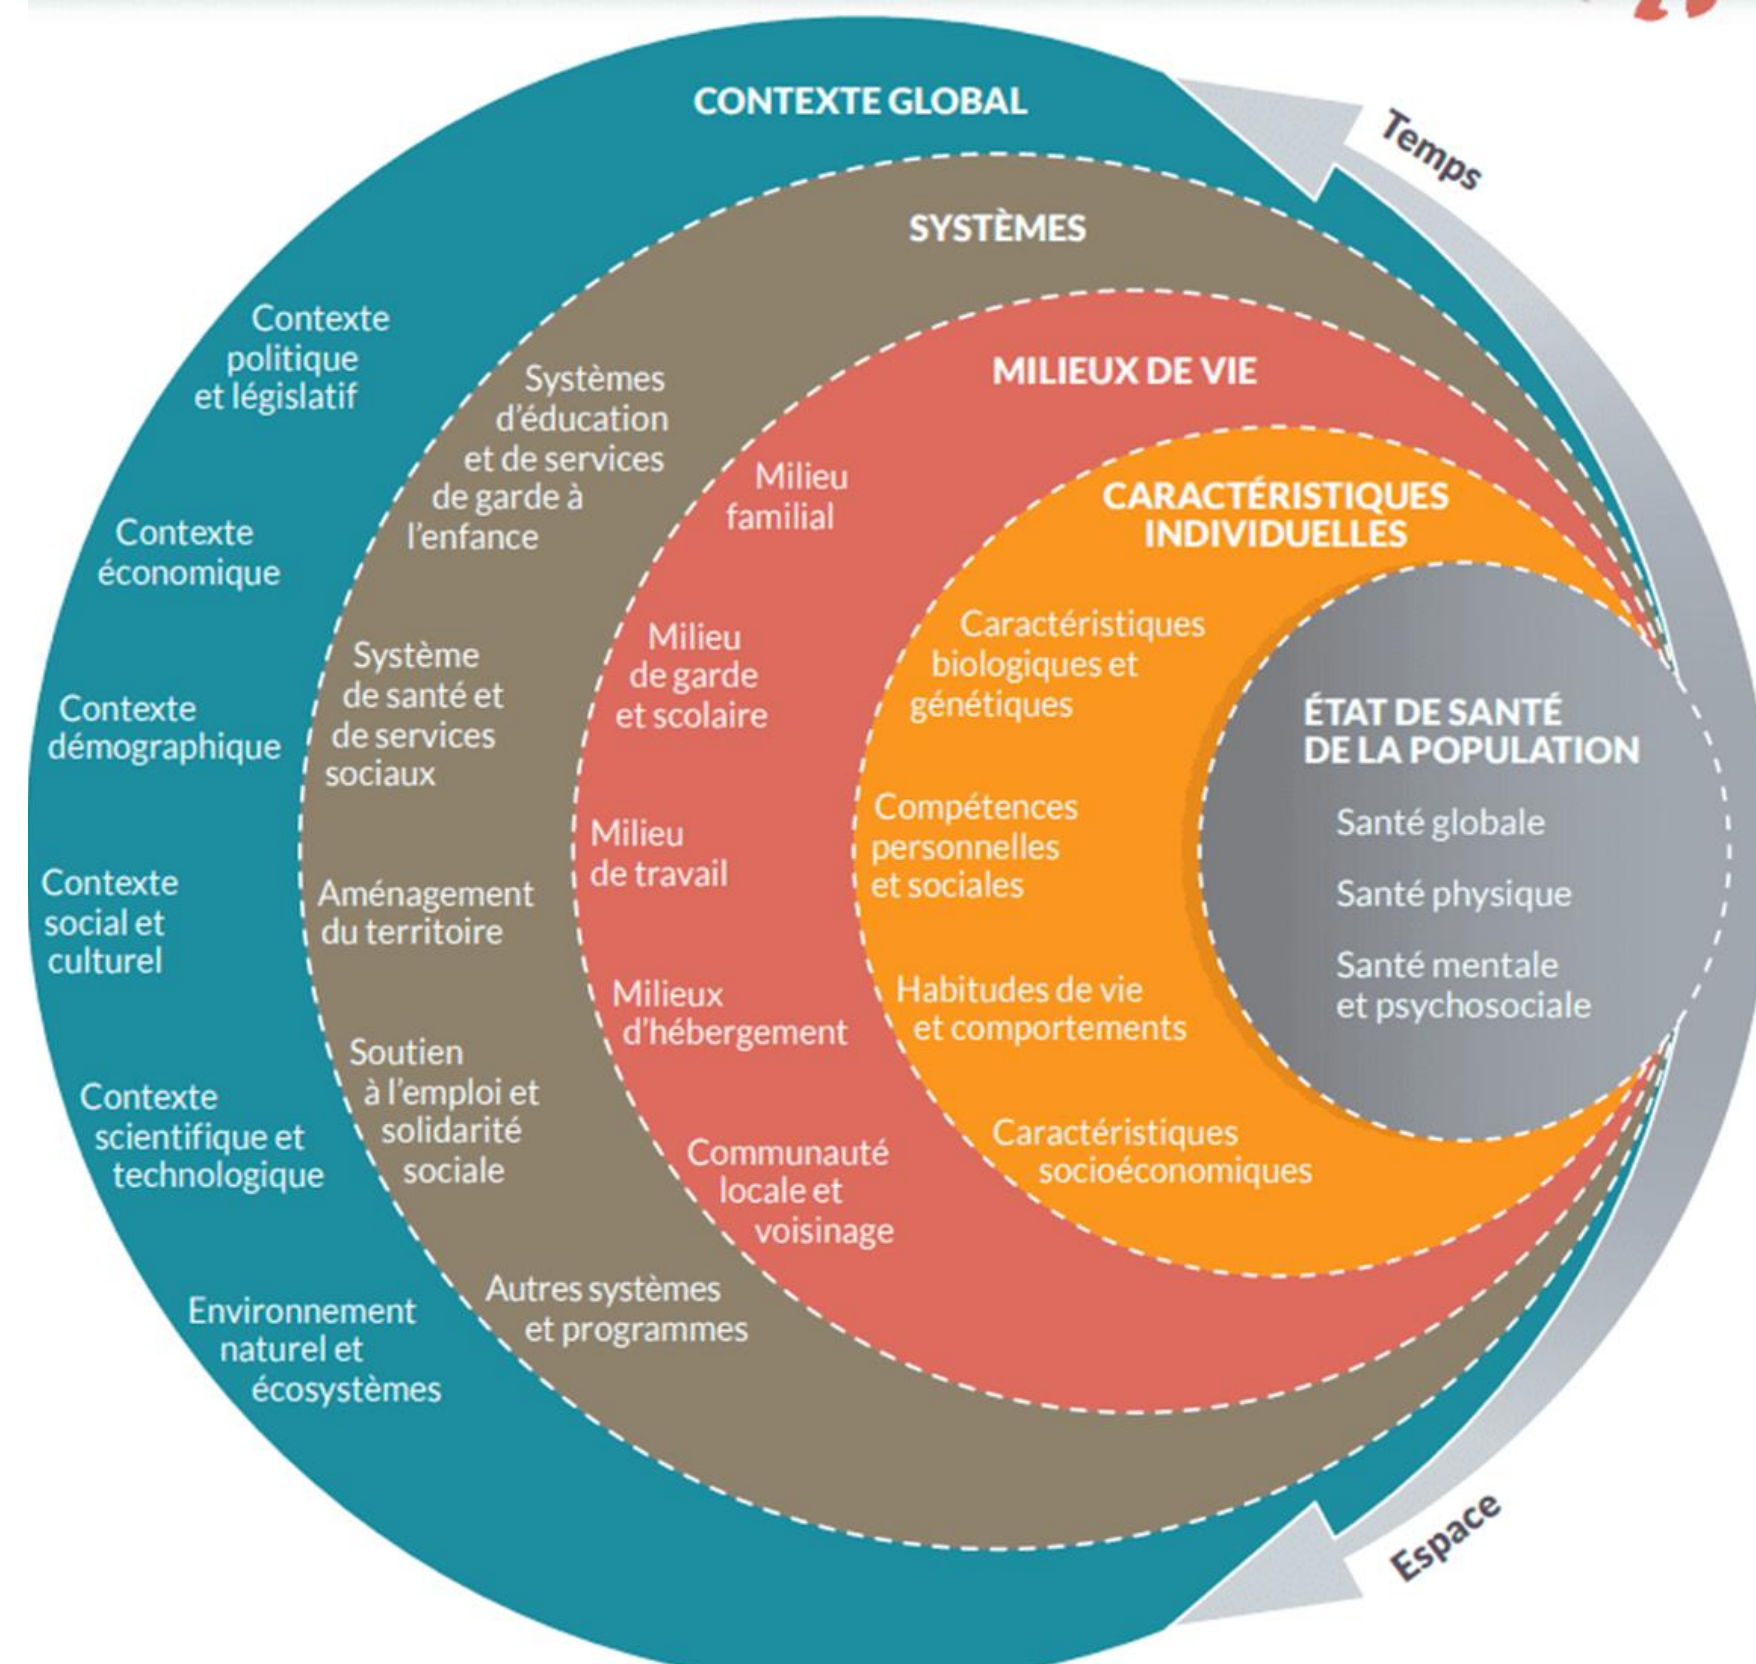 CONTEXTE GLOBAL
Temps
SYSTÈMES
MILIEUX DE VIE
CARACTÉRISTIQUES
INDIVIDUELLES
ÉTAT DE SANTÉ
DE LA POPULATION
Contexte
politique
et législatif
Contexte
économique
Contexte
démographique
Contexte
social et
culturel
Contexte
scientifique et
technologique
Environnement
naturel et
écosystèmes
Systèmes
d'éducation
et de services
de garde à
l'enfance
Système
de santé et
de services
sociaux
Aménagement
du territoire
Soutien
à l'emploi et
solidarité
sociale
Autres systèmes
et programmes
Milieu
familial
Milieu
de garde
et scolaire
Milieu
de travail
Milieux
d'hébergement
Communauté
locale et
voisinage
Caractéristiques
biologiques et
génétiques
Compétences
personnelles
et sociales
Habitudes de vie
et comportements
Caractéristiques
socioéconomiques
Santé globale
Santé physique
Santé mentale
et psychosociale
Espace